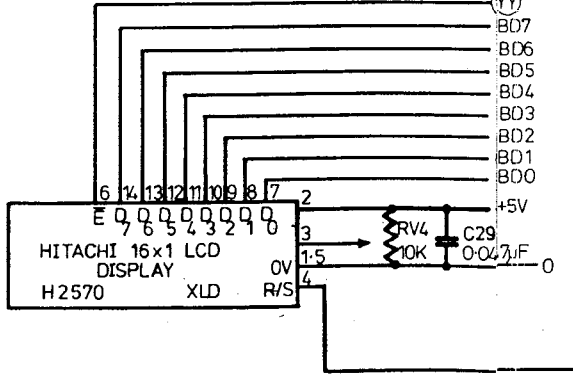 YY
BD7
BD6
BD5
BD4
BD3
BD2
BD1
BD0
6 14 13 12 11 10 9 8 7
E D D D D D D D D
7 6 5 4 3 2 1 0
2
+5V
3
RV4
10K
C29
0·047µF
HITACHI 16x1 LCD
DISPLAY
0V
1·5
0
4
H2570 XLD R/S